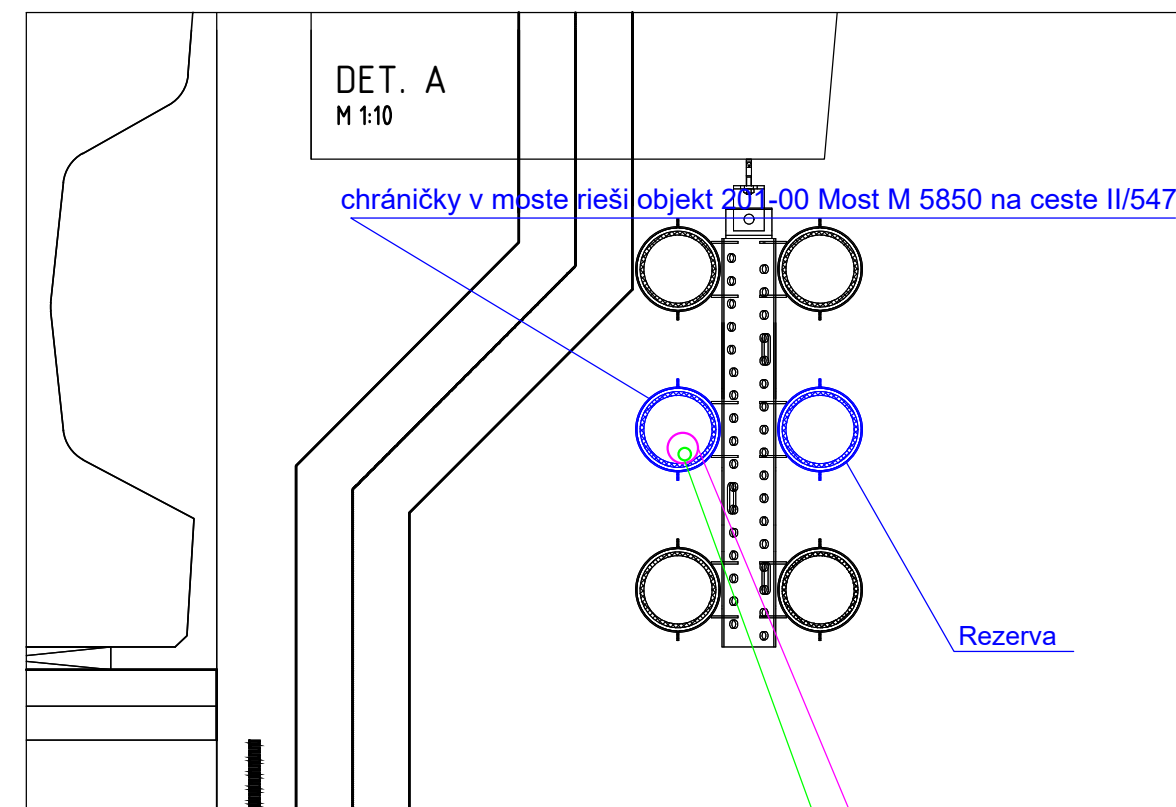 DET. A
M 1:10
chráničky v moste rieši objekt 201-00 Most M 5850 na ceste II/547
Rezerva